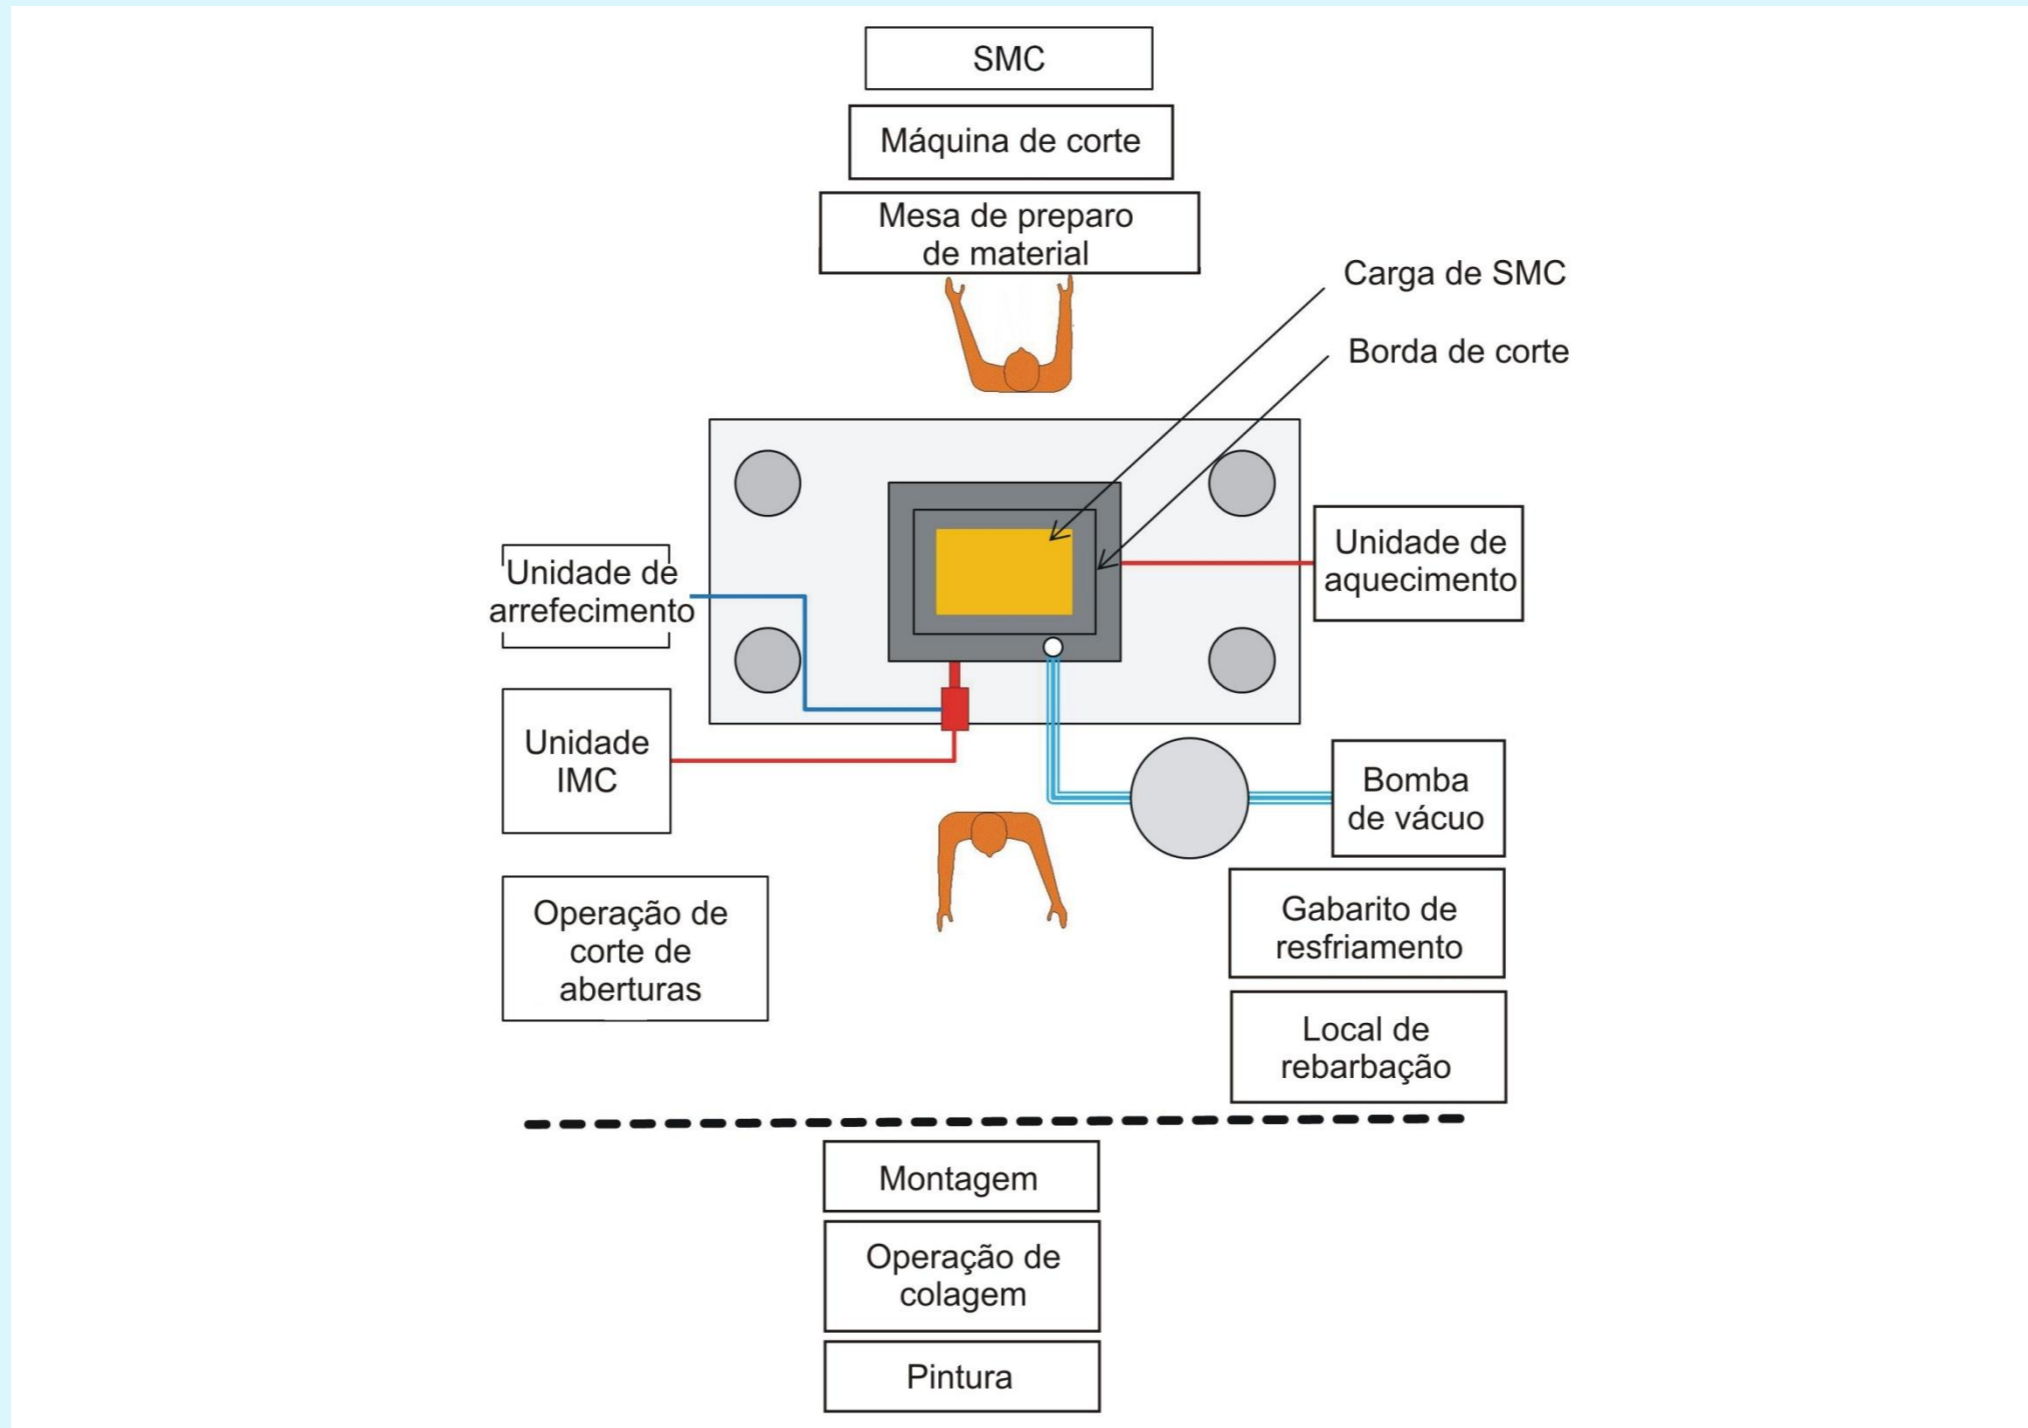 SMC
Máquina de corte
Mesa de preparo
de material
Carga de SMC
Borda de corte
Unidade de
aquecimento
Unidade de
arrefecimento
Unidade
IMC
Bomba
de vácuo
Operação de
corte de
aberturas
Gabarito de
resfriamento
Local de
rebarbação
Montagem
Operação de
colagem
Pintura